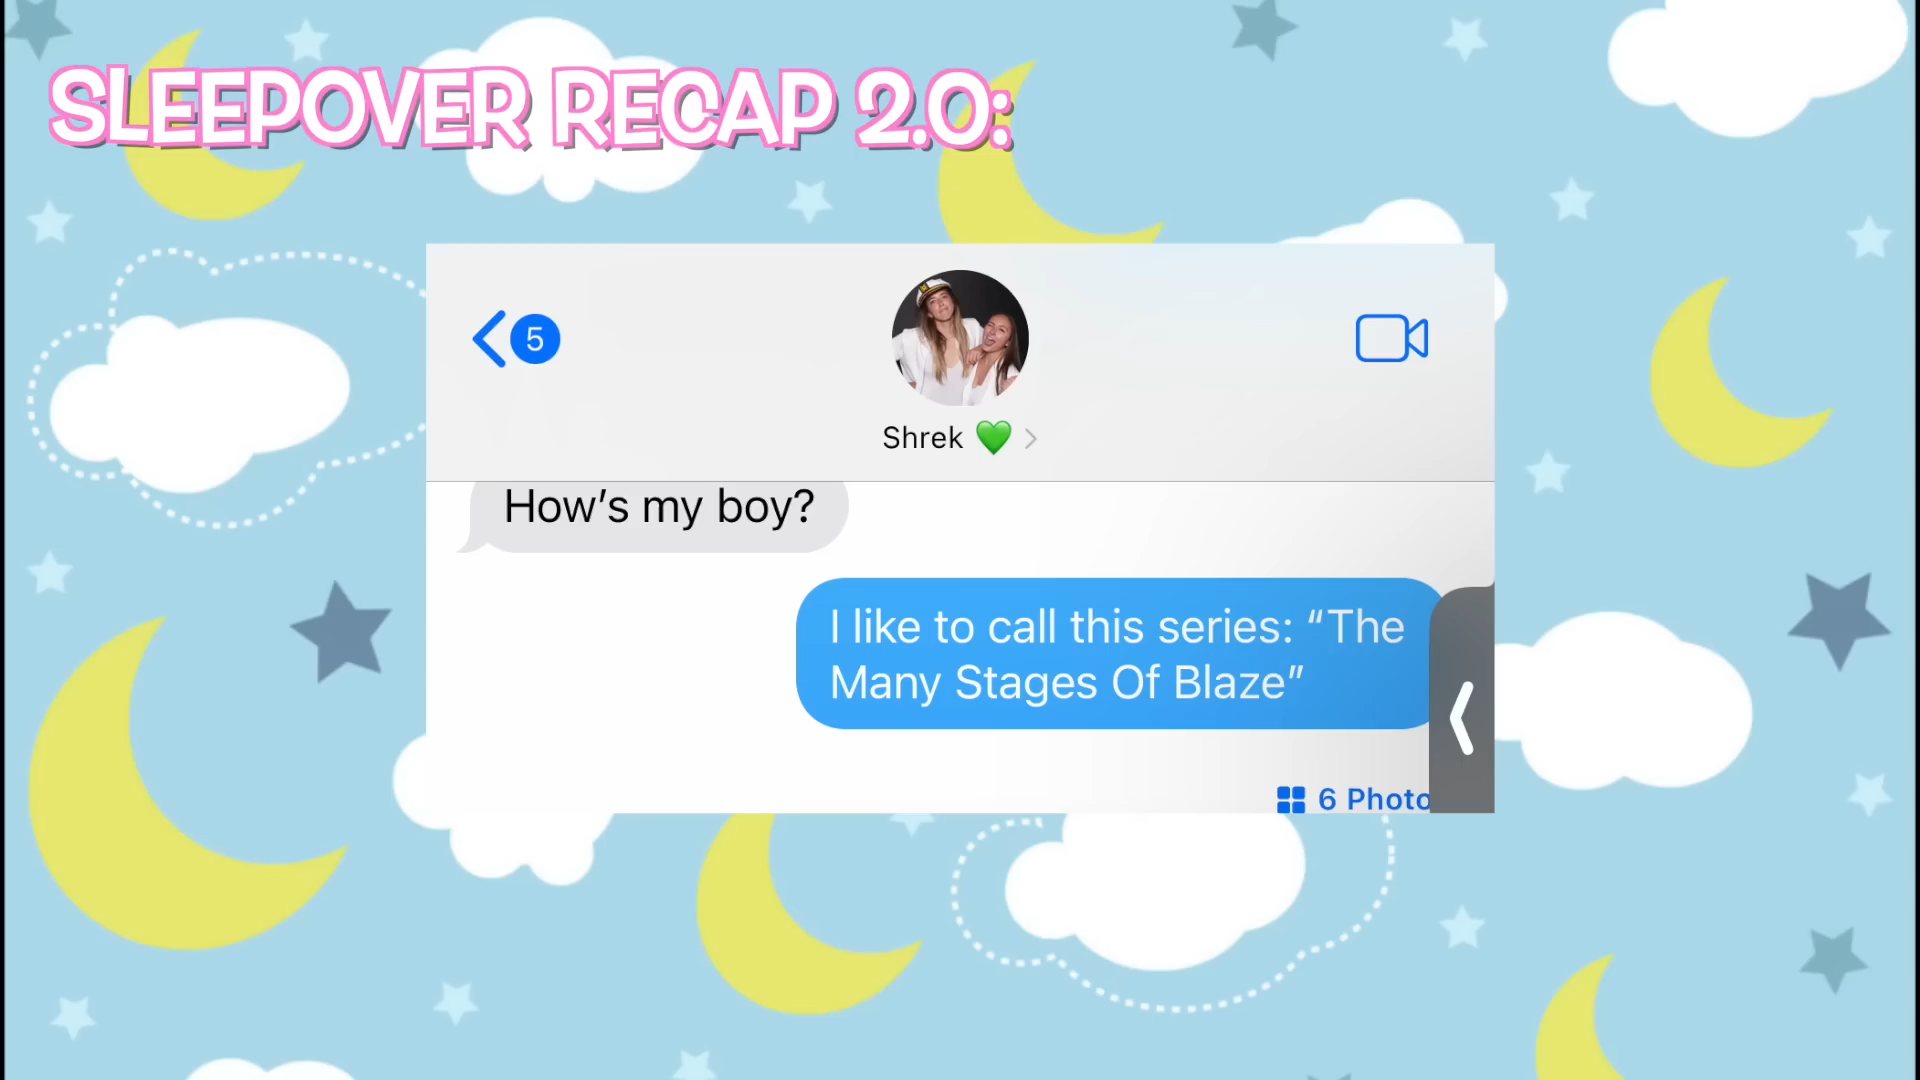 SLEEPOVER RECAP 2.0:
5
Shrek 💚
How’s my boy?
I like to call this series: “The
Many Stages Of Blaze”
6 Photo